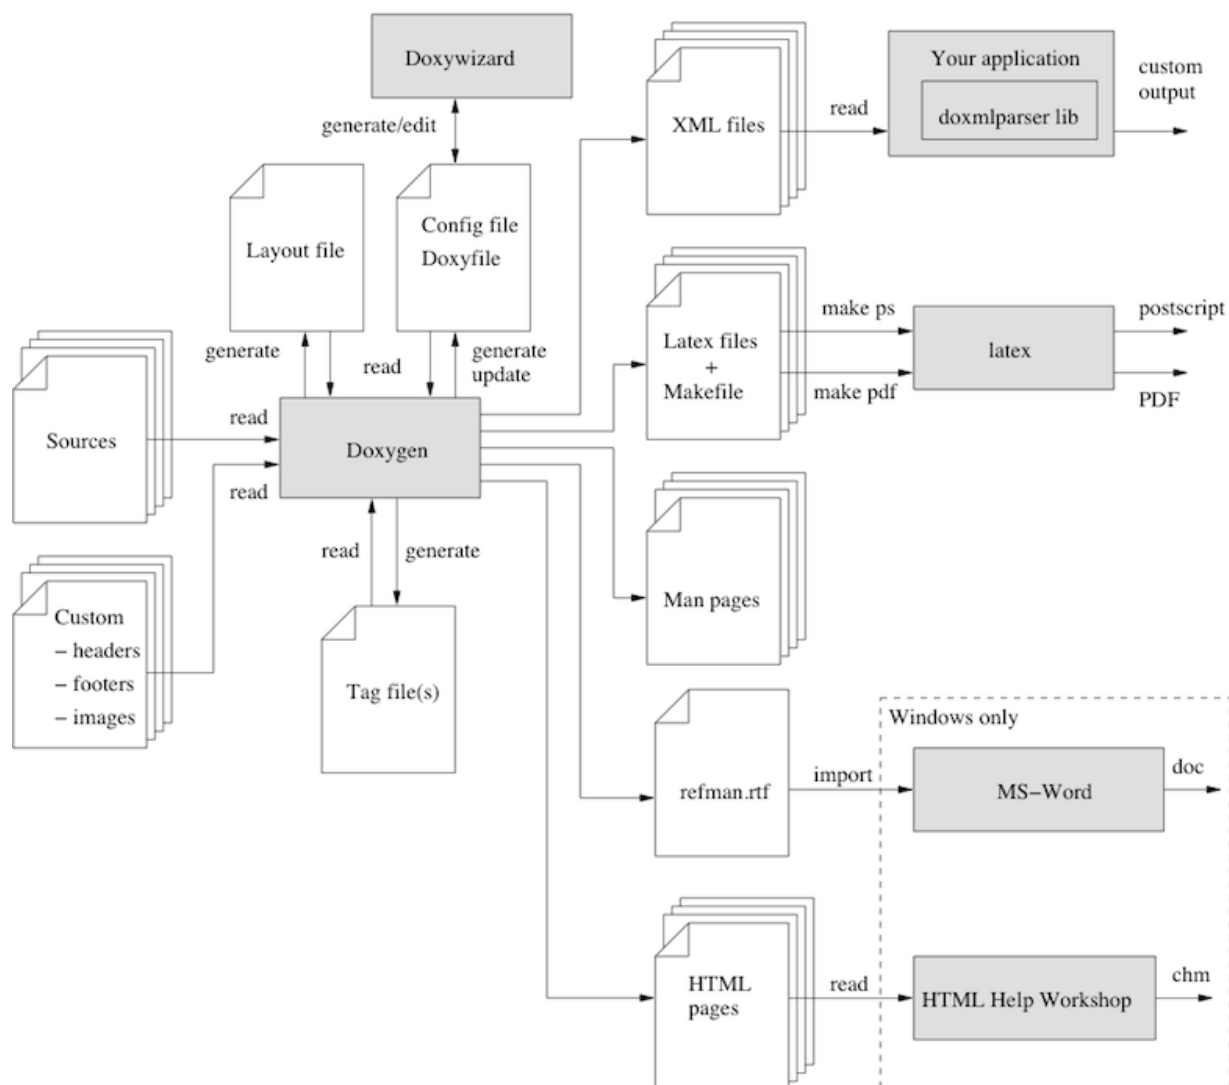 Doxywizard
generate/edit
Layout file
Config file
Doxyfile
generate
read
generate
update
Sources
read
read
Doxygen
Custom
− headers
− footers
− images
read
generate
Tag file(s)
XML files
read
Your application
doxmlparser lib
custom
output
Latex files
+
Makefile
make ps
make pdf
latex
postscript
PDF
Man pages
refman.rtf
import
Windows only
MS−Word
doc
HTML
pages
read
HTML Help Workshop
chm